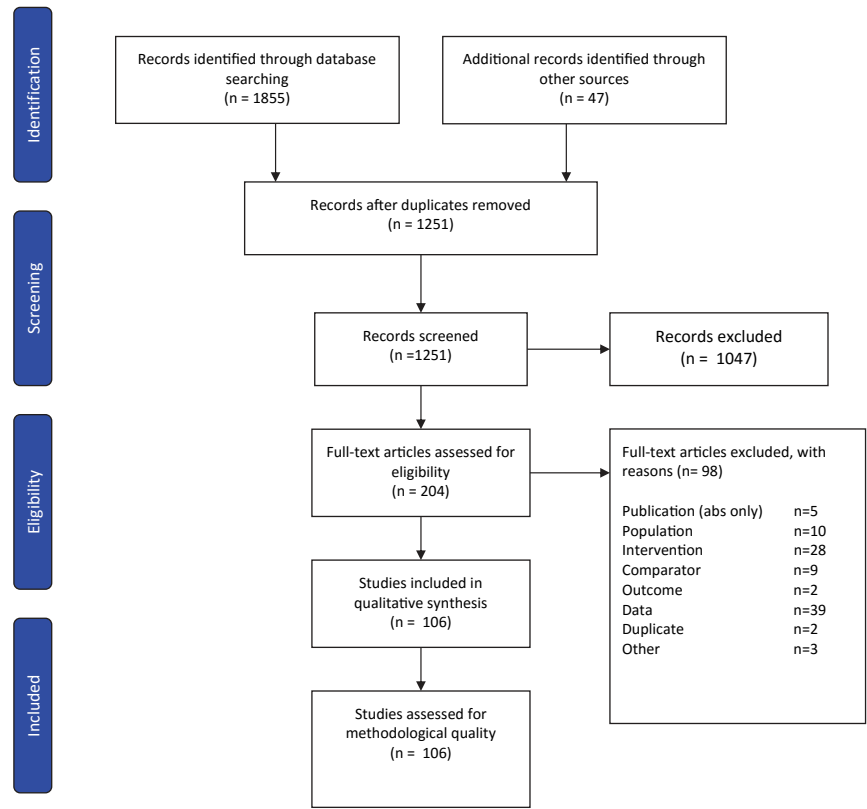 Identification
Records identified through database
searching
(n = 1855)
Additional records identified through
other sources
(n = 47)
Records after duplicates removed
(n = 1251)
Screening
Records screened
(n =1251)
Records excluded
(n = 1047)
Eligibility
Full-text articles assessed for
eligibility
(n = 204)
Full-text articles excluded, with
reasons (n= 98)
Publication (abs only) n=5
Population n=10
Intervention n=28
Comparator n=9
Outcome n=2
Data n=39
Duplicate n=2
Other n=3
Studies included in
qualitative synthesis
(n = 106)
Included
Studies assessed for
methodological quality
(n = 106)